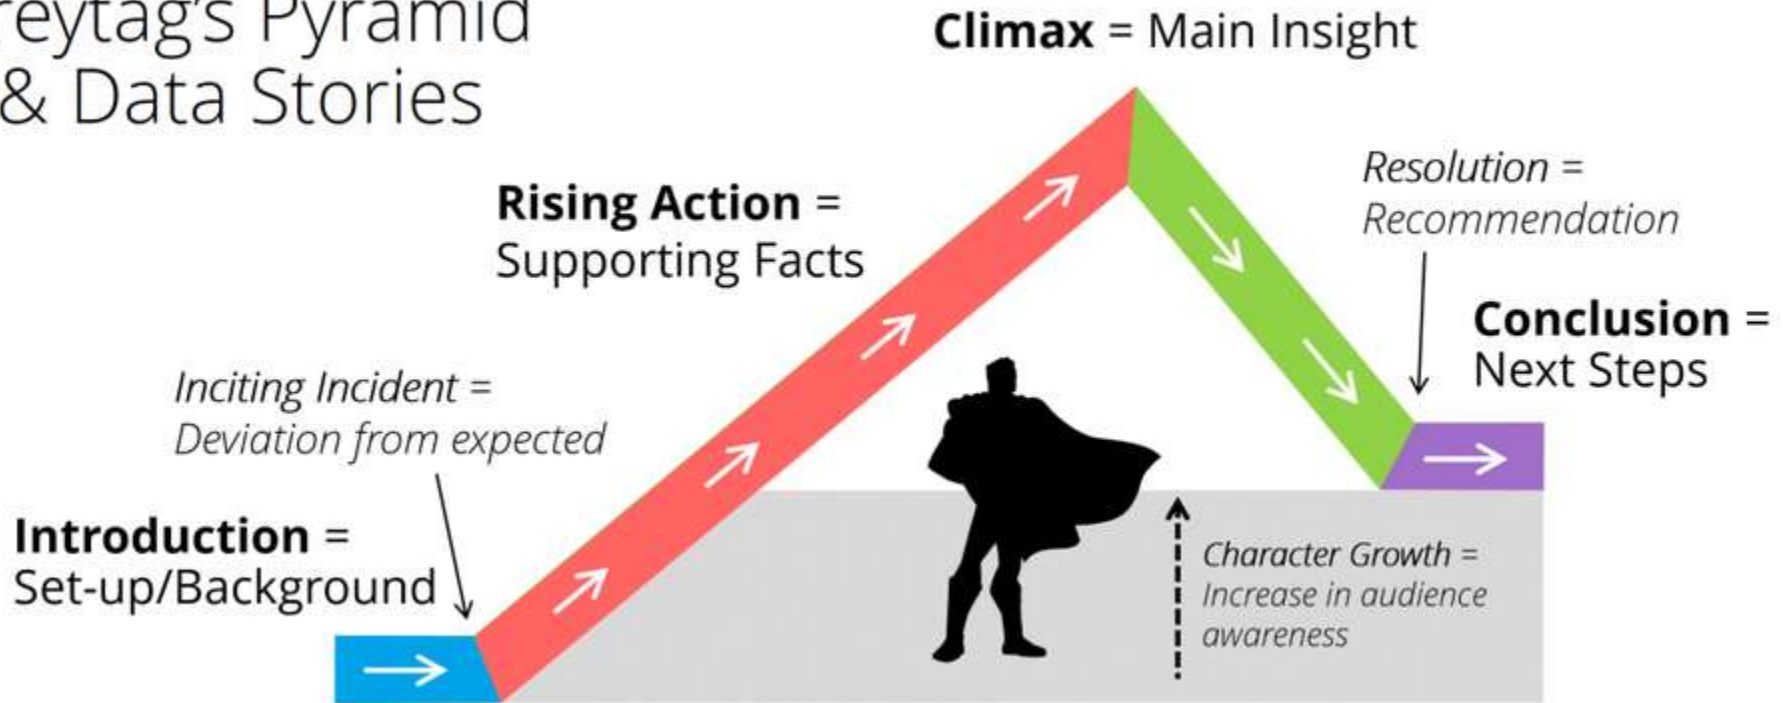 reytag's Pyramid
& Data Stories
Climax = Main Insight
Rising Action =
Supporting Facts
Resolution =
Recommendation
Conclusion =
Next Steps
Inciting Incident =
Deviation from expected
Introduction =
Set-up/Background
Character Growth =
Increase in audience
awareness